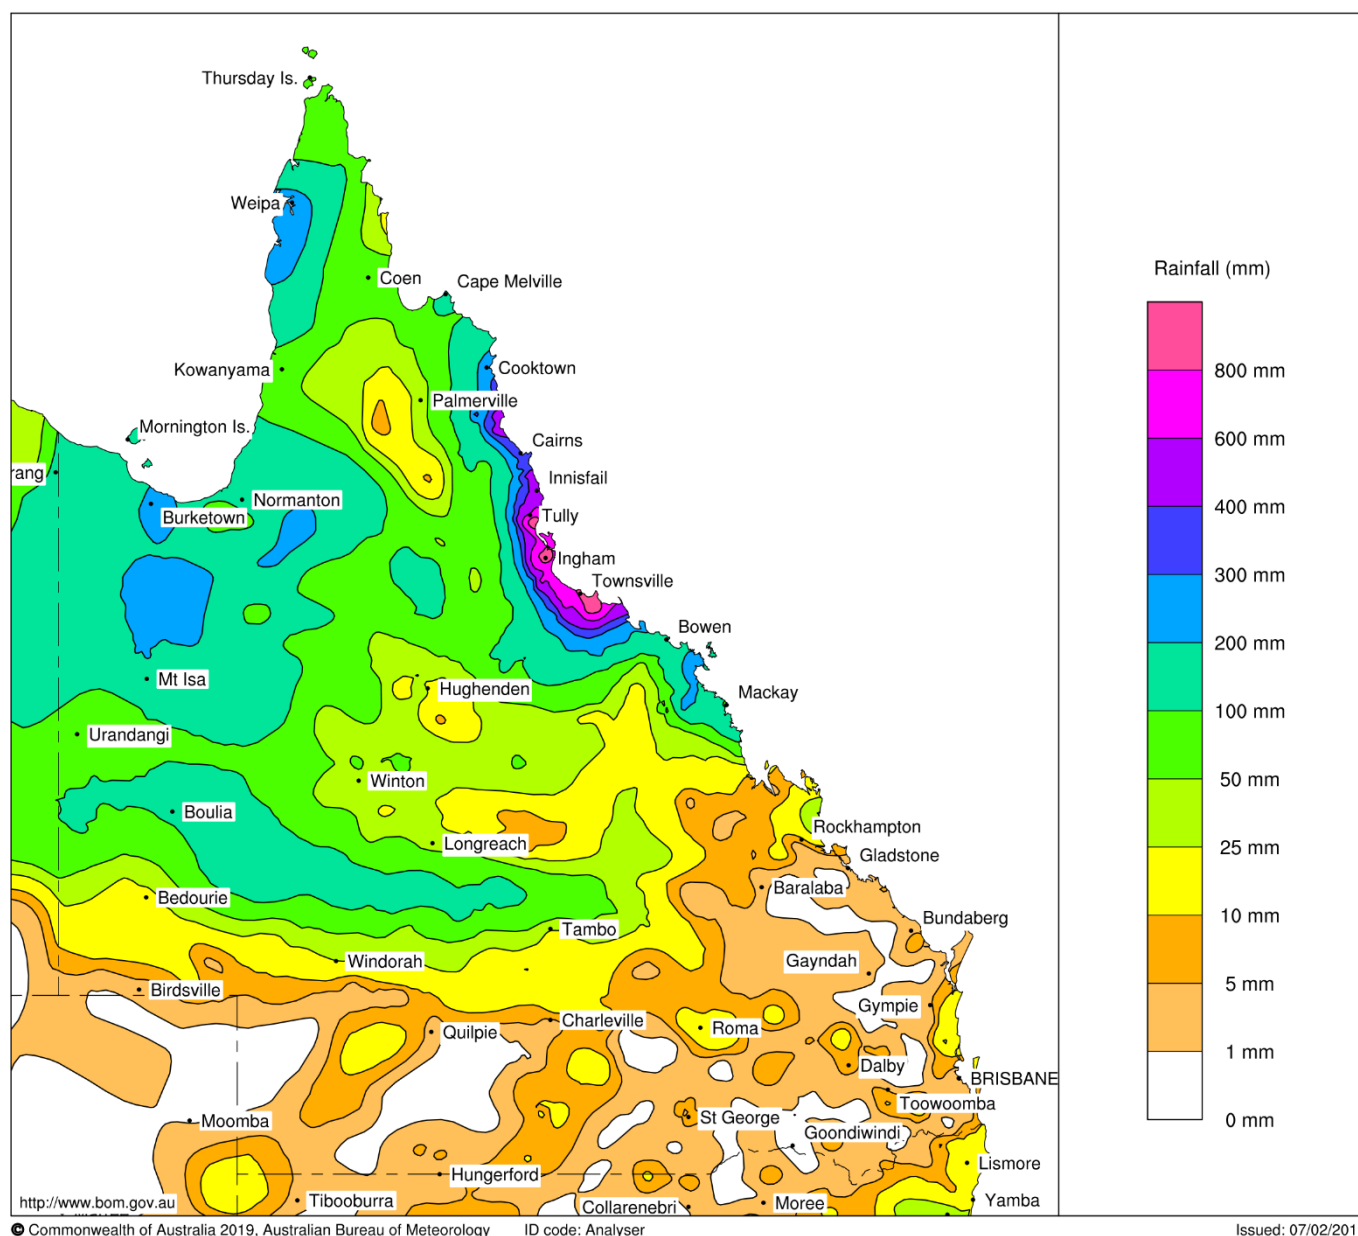 Thursday Is.
Weipa
Coen
Cape Melville
Kowanyama
Cooktown
Palmerville
Mornington Is.
Cairns
rang
Innisfail
Normanton
Burketown
Tully
Ingham
Townsville
Bowen
Mt Isa
Hughenden
Mackay
Urandangi
Winton
Boulia
Rockhampton
Longreach
Gladstone
Bedourie
Baralaba
Bundaberg
Tambo
Windorah
Gayndah
Birdsville
Gympie
Charleville
Quilpie
Roma
Dalby
BRISBANE
Toowoomba
Moomba
St George
Goondiwindi
Lismore
Hungerford
Tibooburra
Collarenebri
Moree
Yamba
Rainfall (mm)
800 mm
600 mm
400 mm
300 mm
200 mm
100 mm
50 mm
25 mm
10 mm
5 mm
1 mm
0 mm
http://www.bom.gov.au
© Commonwealth of Australia 2019, Australian Bureau of Meteorology ID code: Analyser Issued: 07/02/201